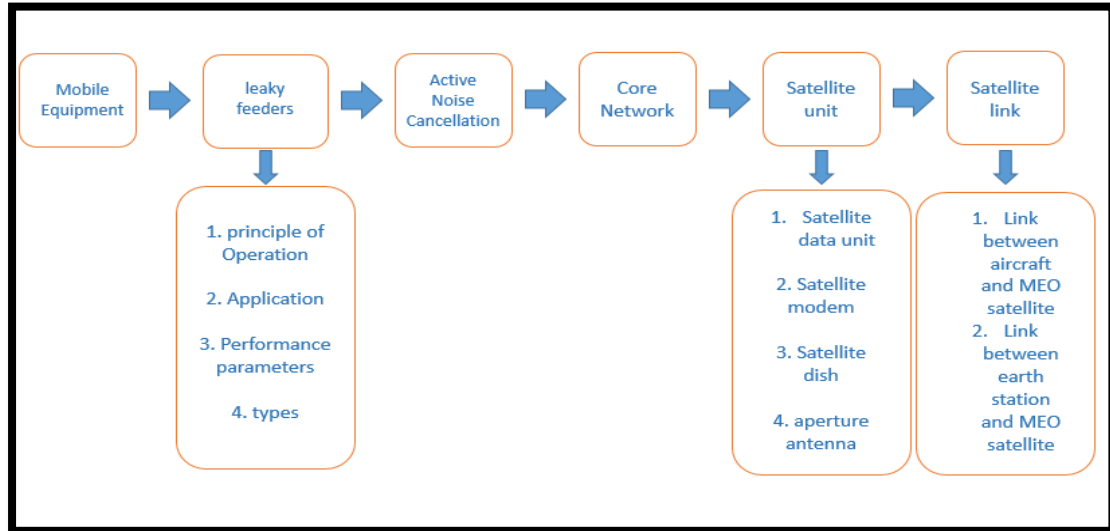 Mobile
Equipment
leaky
feeders
Active
Noise
Cancellation
Core
Network
Satellite
unit
Satellite
link
1. principle of
Operation
2. Application
3. Performance
parameters
4. types
1. Satellite
data unit
2. Satellite
modem
3. Satellite
dish
4. aperture
antenna
1. Link
between
aircraft
and MEO
satellite
2. Link
between
earth
station
and MEO
satellite